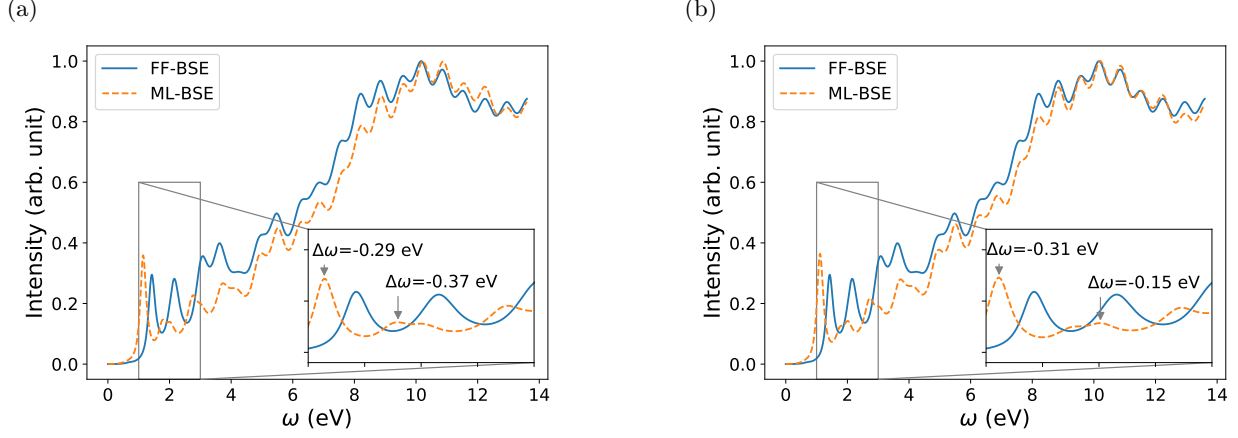 (a)
FF-BSE
ML-BSE
Δω=-0.29 eV
Δω=-0.37 eV
Intensity (arb. unit)
1.0
0.8
0.6
0.4
0.2
0.0
0 2 4 6 8 10 12 14
ω (eV)
(b)
FF-BSE
ML-BSE
Δω=-0.31 eV
Δω=-0.15 eV
Intensity (arb. unit)
1.0
0.8
0.6
0.4
0.2
0.0
0 2 4 6 8 10 12 14
ω (eV)